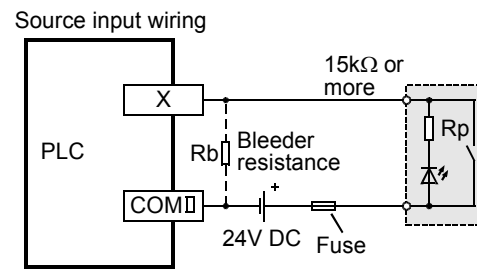 Source input wiring
15kΩ or
more
X
Rp
PLC
Rb
Bleeder
resistance
COM
+
24V DC
Fuse